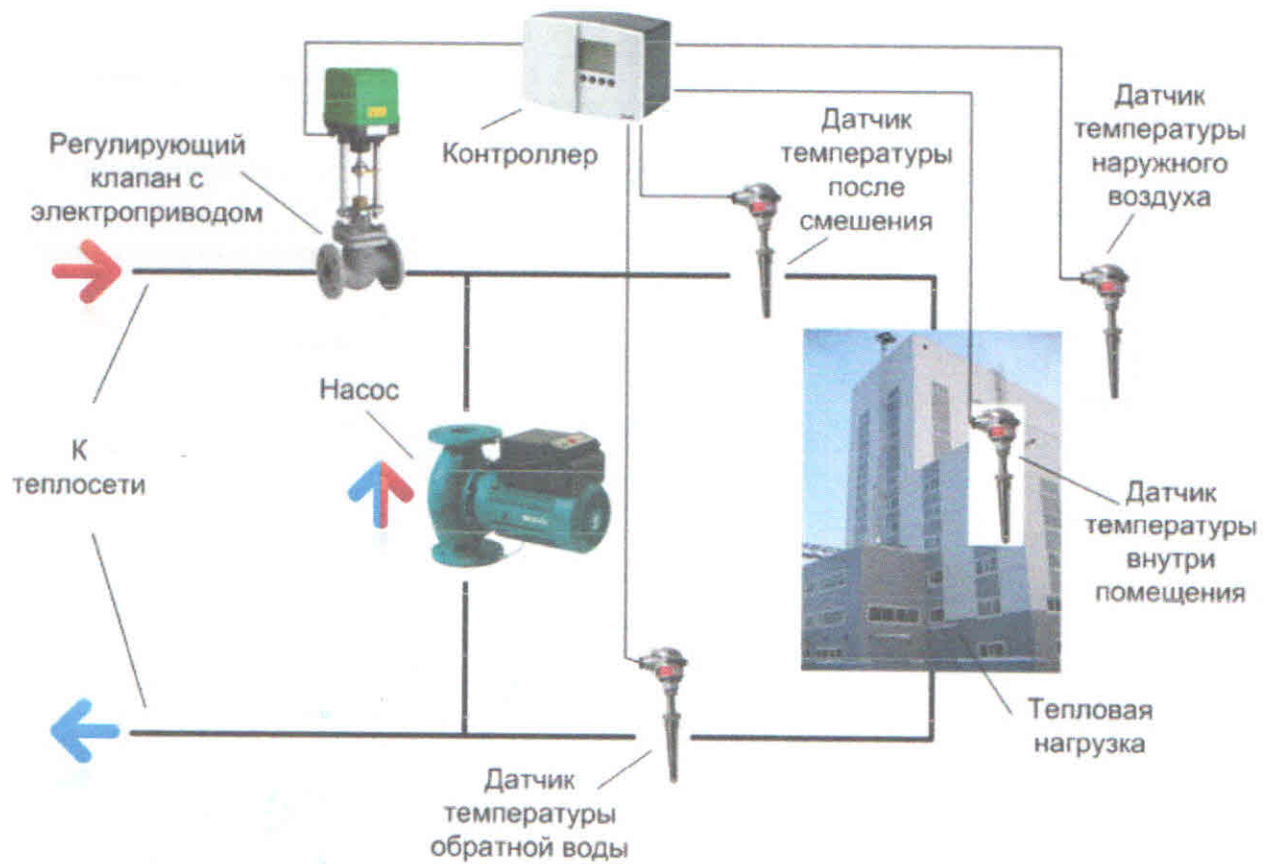 Регулирующий
клапан с
электроприводом
Контроллер
Датчик
температуры
после
смешения
Датчик
температуры
наружного
воздуха
Насос
К
теплосети
Датчик
температуры
внутри
помещения
Тепловая
нагрузка
Датчик
температуры
обратной воды